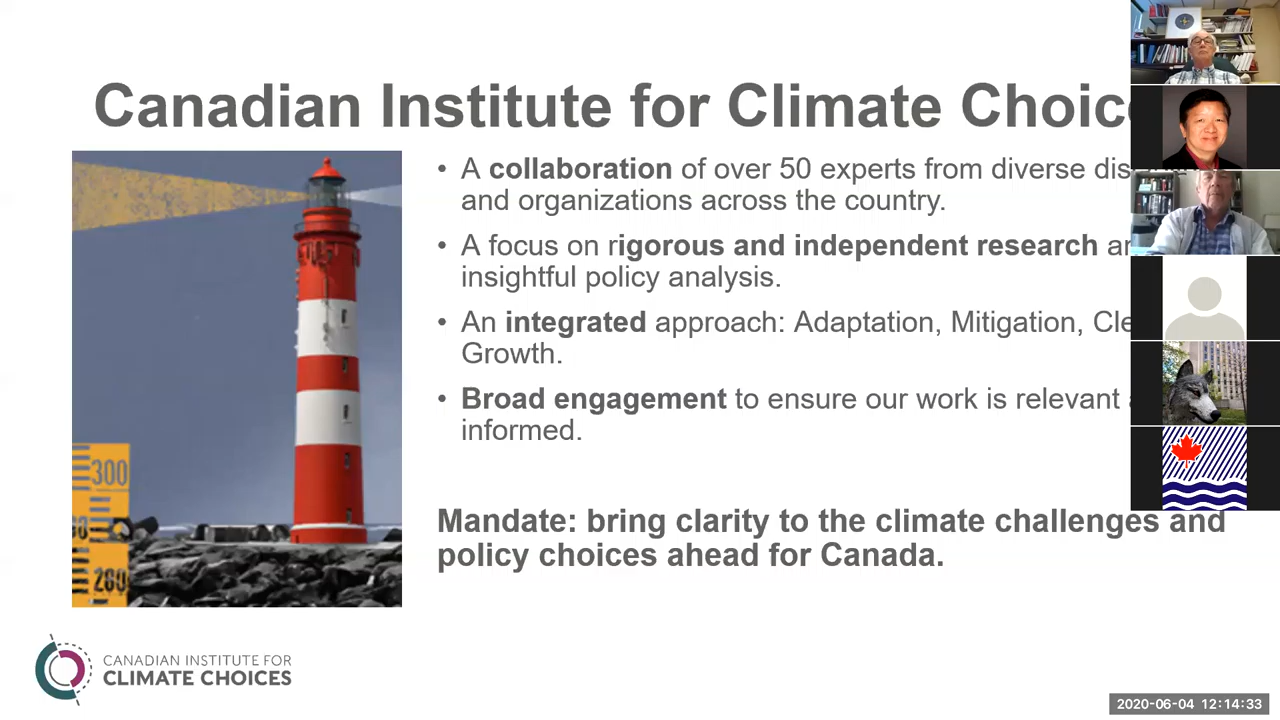 Canadian Institute for Climate Choic
• A collaboration of over 50 experts from diverse dis
and organizations across the country.
• A focus on rigorous and independent research
insightful policy analysis.
• An integrated approach: Adaptation, Mitigation, Cle
Growth.
• Broad engagement to ensure our work is relevant
informed.
Mandate: bring clarity to the climate challenges and
policy choices ahead for Canada.
300
280
CANADIAN INSTITUTE FOR
CLIMATE CHOICES
2020-06-04 12:14:33